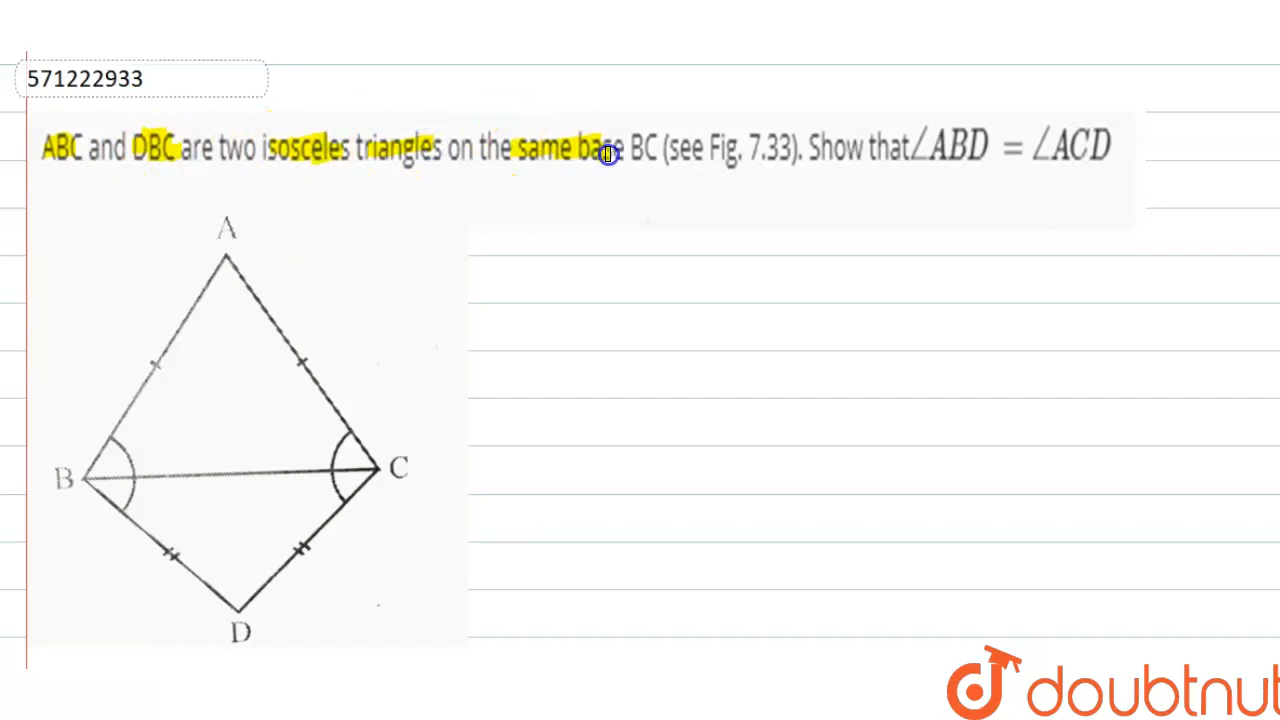 571222933
ABC and DBC are two isosceles triangles on the same base BC (see Fig. 7.33). Show that∠ABD = ∠ACD
A
B
C
D
doubtnut